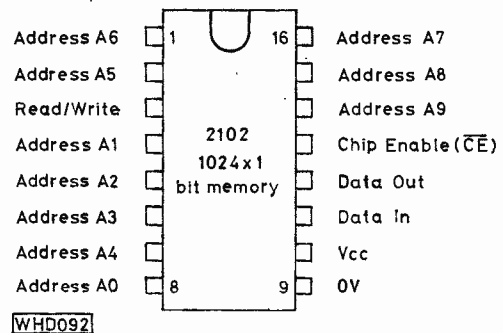 Address A6 1 16 Address A7
Address A5 Address A8
Read/Write Address A9
Address A1 2102 Chip Enable (CE)
1024x1
Address A2 bit memory Data Out
Address A3 Data In
Address A4 Vcc
Address A0 8 9 0V
WHD092